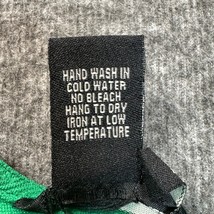 HAND WASH IN
COLD WATER
NO BLEACH
HANG TO DRY
IRON AT LOW
TEMPERATURE